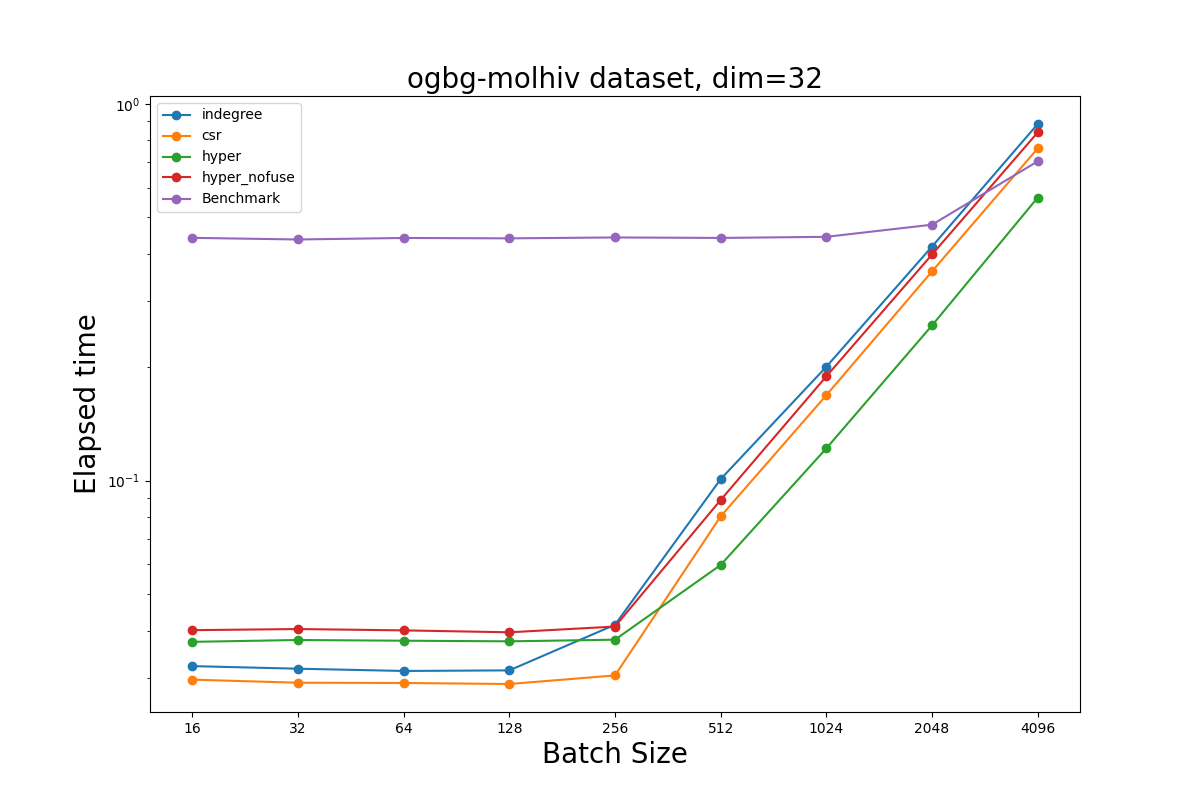 ogbg-molhiv dataset, dim=32
10⁰
10⁻¹
Elapsed time
indegree
csr
hyper
hyper_nofuse
Benchmark
16 32 64 128 256 512 1024 2048 4096
Batch Size